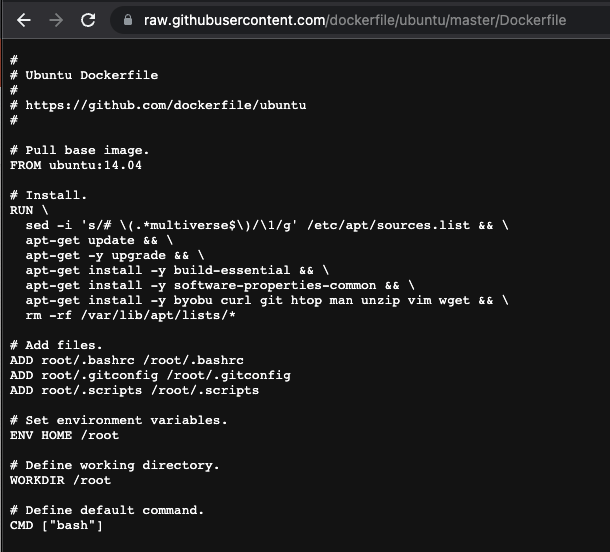 raw.githubusercontent.com/dockerfile/ubuntu/master/Dockerfile
#
# Ubuntu Dockerfile
#
# https://github.com/dockerfile/ubuntu
#
# Pull base image.
FROM ubuntu:14.04
# Install.
RUN \
  sed -i 's/# \(.*multiverse$\)/\1/g' /etc/apt/sources.list && \
  apt-get update && \
  apt-get -y upgrade && \
  apt-get install -y build-essential && \
  apt-get install -y software-properties-common && \
  apt-get install -y byobu curl git htop man unzip vim wget && \
  rm -rf /var/lib/apt/lists/*
# Add files.
ADD root/.bashrc /root/.bashrc
ADD root/.gitconfig /root/.gitconfig
ADD root/.scripts /root/.scripts
# Set environment variables.
ENV HOME /root
# Define working directory.
WORKDIR /root
# Define default command.
CMD ["bash"]